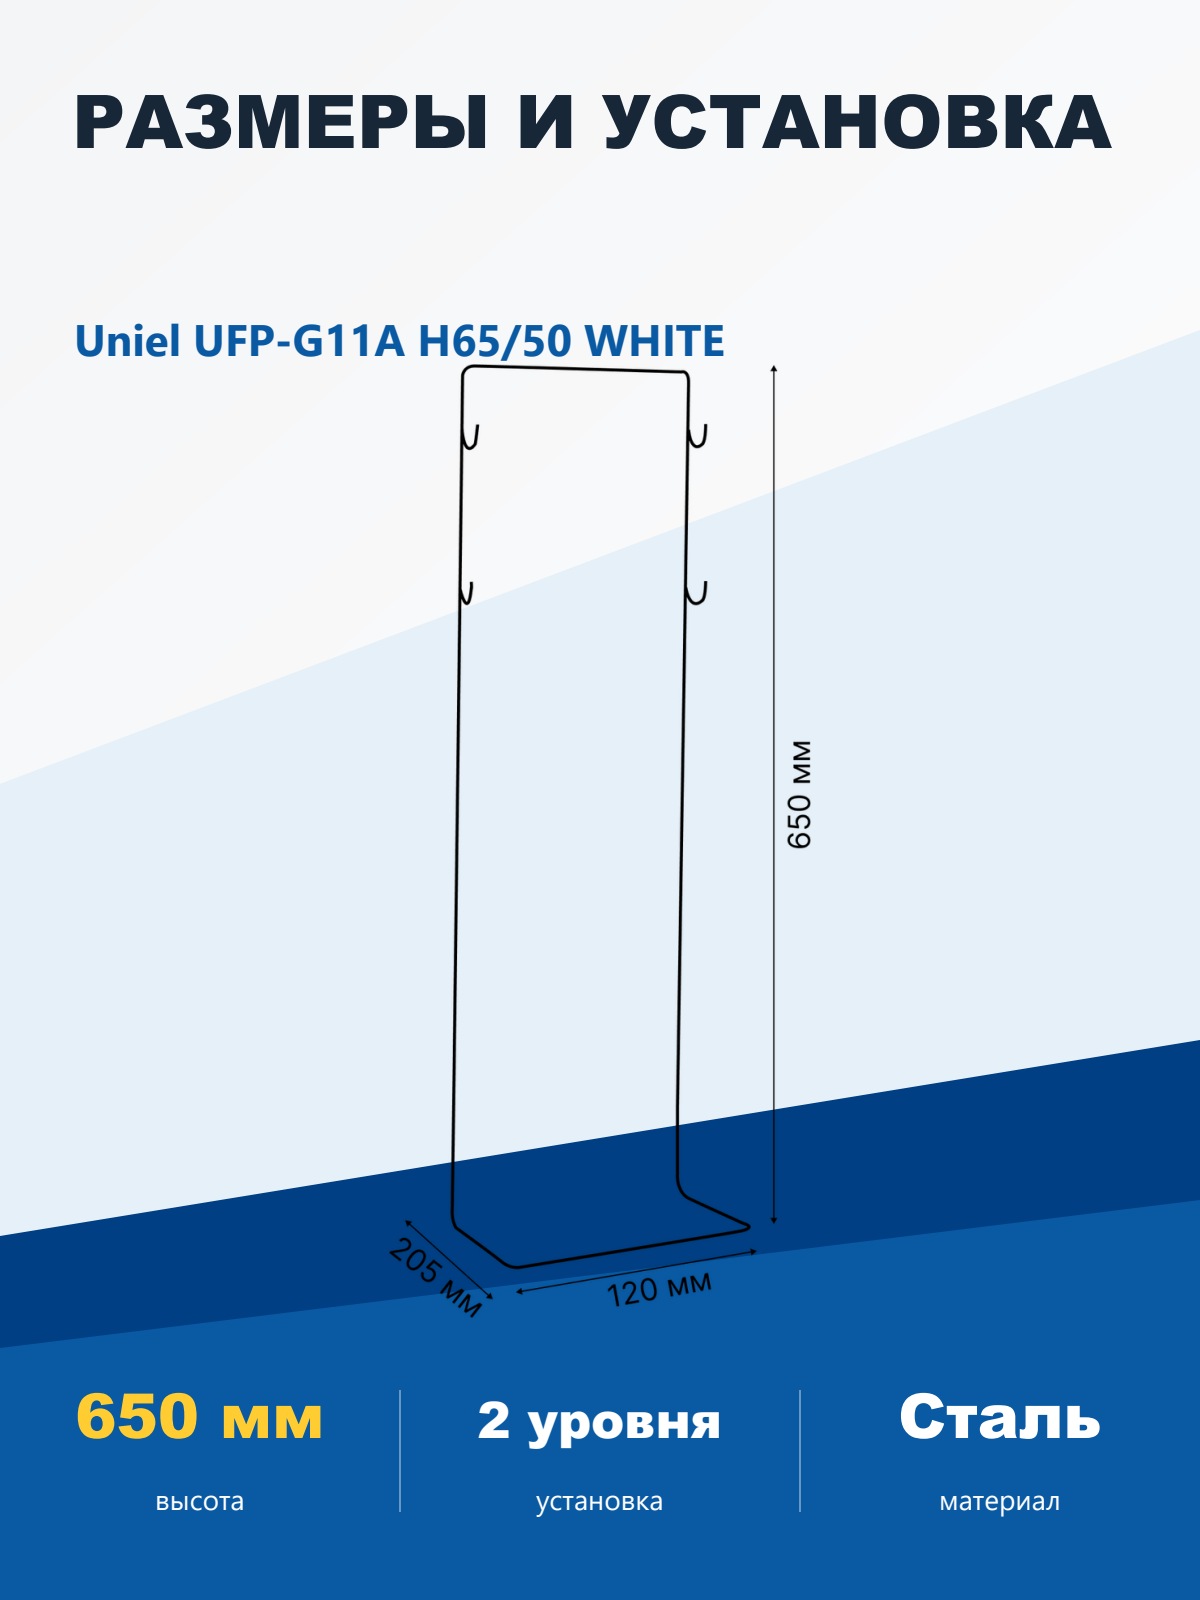 РАЗМЕРЫ И УСТАНОВКА
Uniel UFP-G11A H65/50 WHITE
650 мм
205 мм
120 мм
650 мм
высота
2 уровня
установка
Сталь
материал